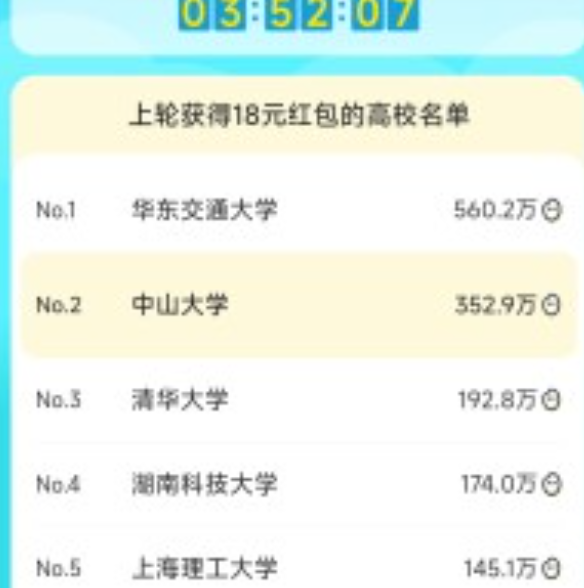 03:52:07
上轮获得18元红包的高校名单
No.1 华东交通大学 560.2万
No.2 中山大学 352.9万
No.3 清华大学 192.8万
No.4 湖南科技大学 174.0万
No.5 上海理工大学 145.1万